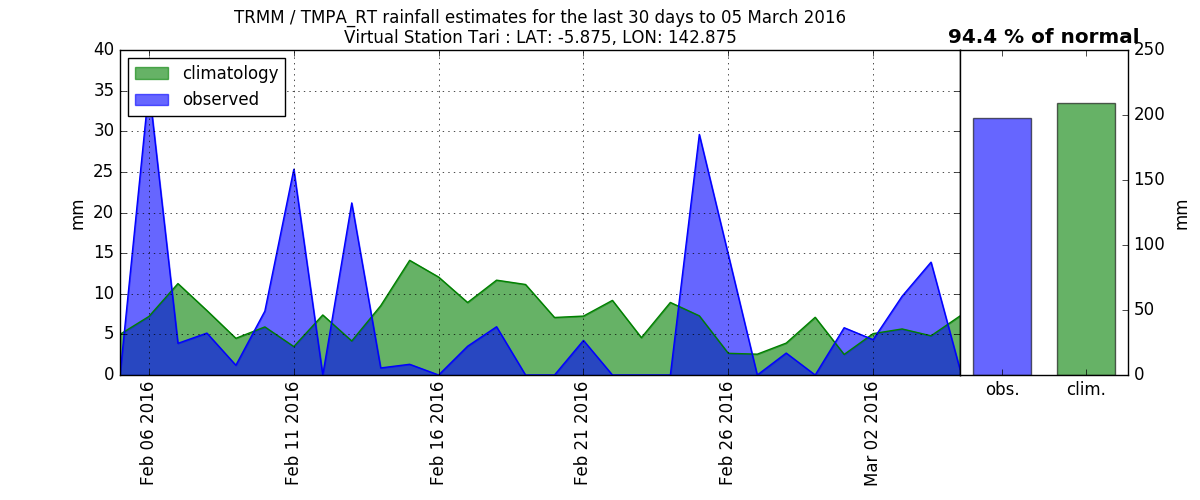 TRMM / TMPA_RT rainfall estimates for the last 30 days to 05 March 2016
Virtual Station Tari : LAT: -5.875, LON: 142.875
94.4 % of normal
climatology
observed
40
35
30
25
20
15
10
5
0
mm
Feb 06 2016
Feb 11 2016
Feb 16 2016
Feb 21 2016
Feb 26 2016
Mar 02 2016
250
200
150
100
50
0
mm
obs.
clim.